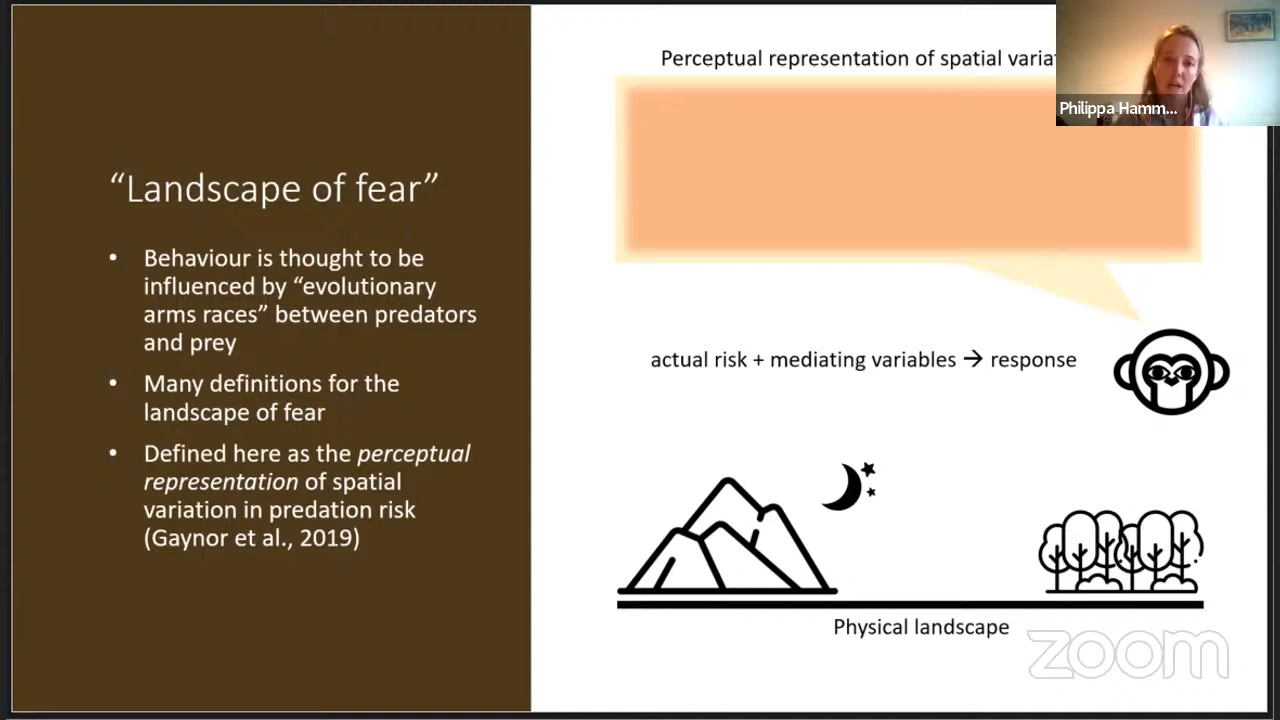 “Landscape of fear”
• Behaviour is thought to be
influenced by “evolutionary
arms races” between predators
and prey
• Many definitions for the
landscape of fear
• Defined here as the perceptual
representation of spatial
variation in predation risk
(Gaynor et al., 2019)
Perceptual representation of spatial
Philippa Hamm...
actual risk + mediating variables → response
Physical landscape
zoom